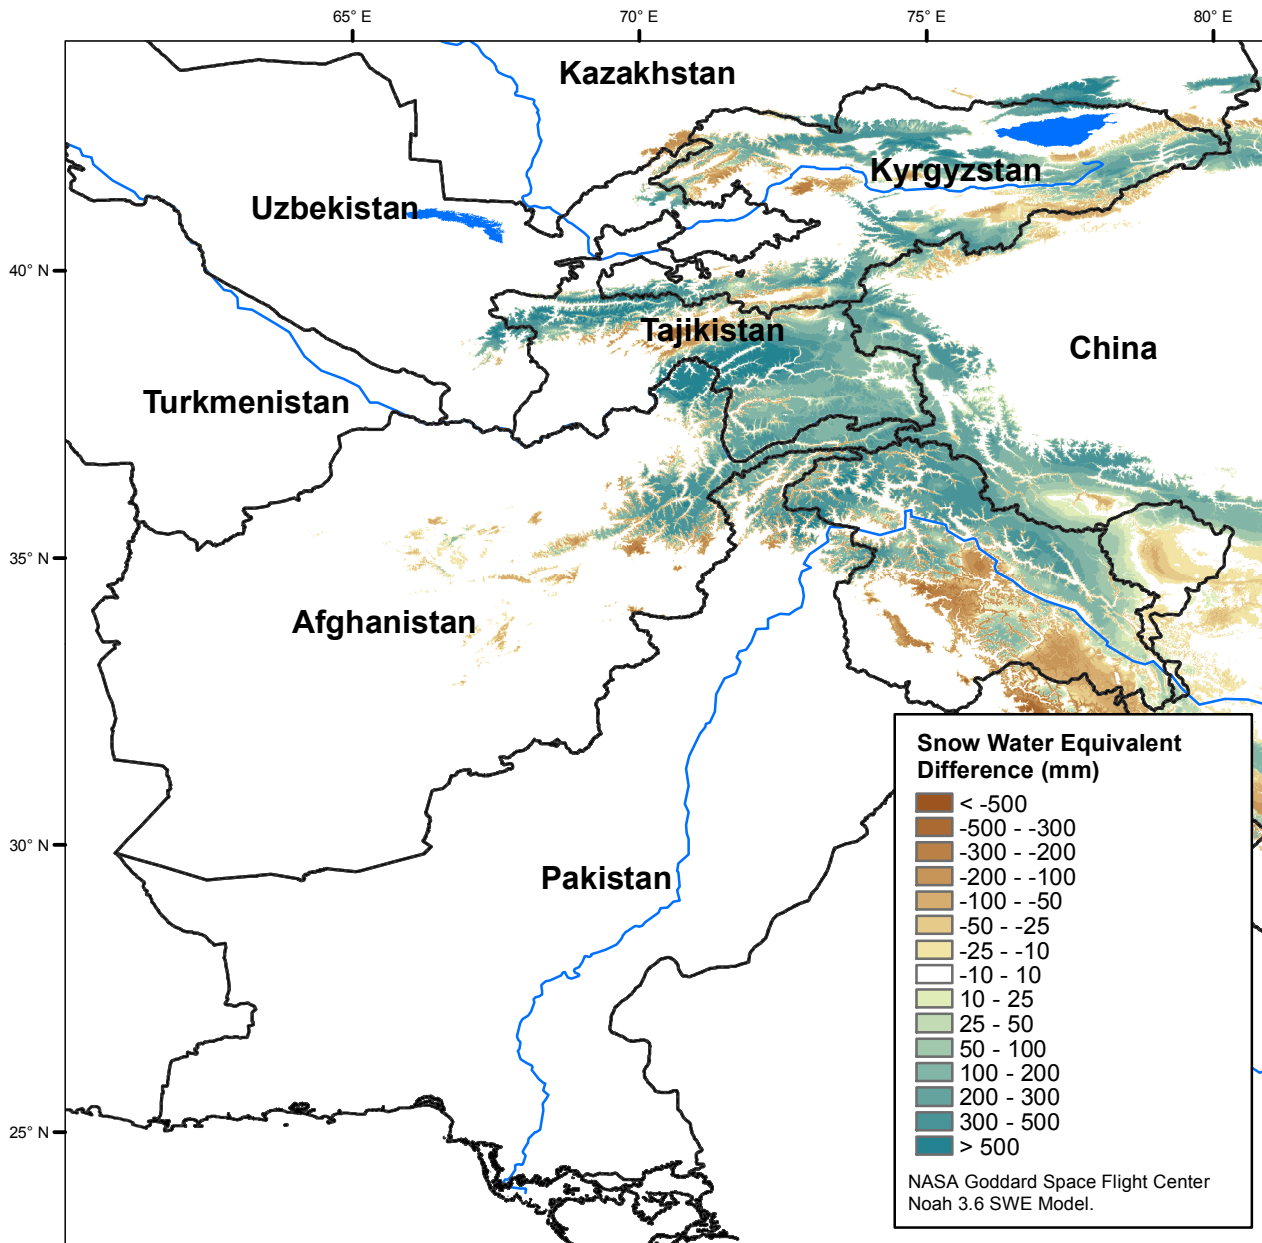 65° E
70° E
75° E
80° E
Kazakhstan
Kyrgyzstan
Uzbekistan
40° N
Tajikistan
China
Turkmenistan
35° N
Afghanistan
Snow Water Equivalent
Difference (mm)
< -500
-500 - -300
-300 - -200
-200 - -100
-100 - -50
-50 - -25
-25 - -10
-10 - 10
10 - 25
25 - 50
50 - 100
100 - 200
200 - 300
300 - 500
> 500
30° N
Pakistan
25° N
NASA Goddard Space Flight Center
Noah 3.6 SWE Model.